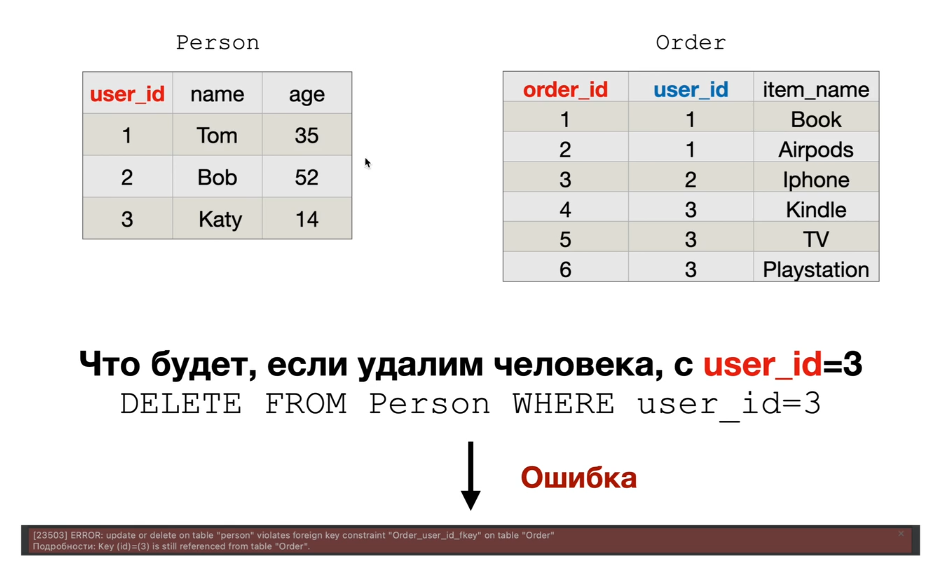 Person
user_id name age
1 Tom 35
2 Bob 52
3 Katy 14
Order
order_id user_id item_name
1 1 Book
2 1 Airpods
3 2 Iphone
4 3 Kindle
5 3 TV
6 3 Playstation
Что будет, если удалим человека, с user_id=3
DELETE FROM Person WHERE user_id=3
Ошибка
[23503] ERROR: update or delete on table "person" violates foreign key constraint "Order_user_id_fkey" on table "Order"
Подробности: Key (id)=(3) is still referenced from table "Order".